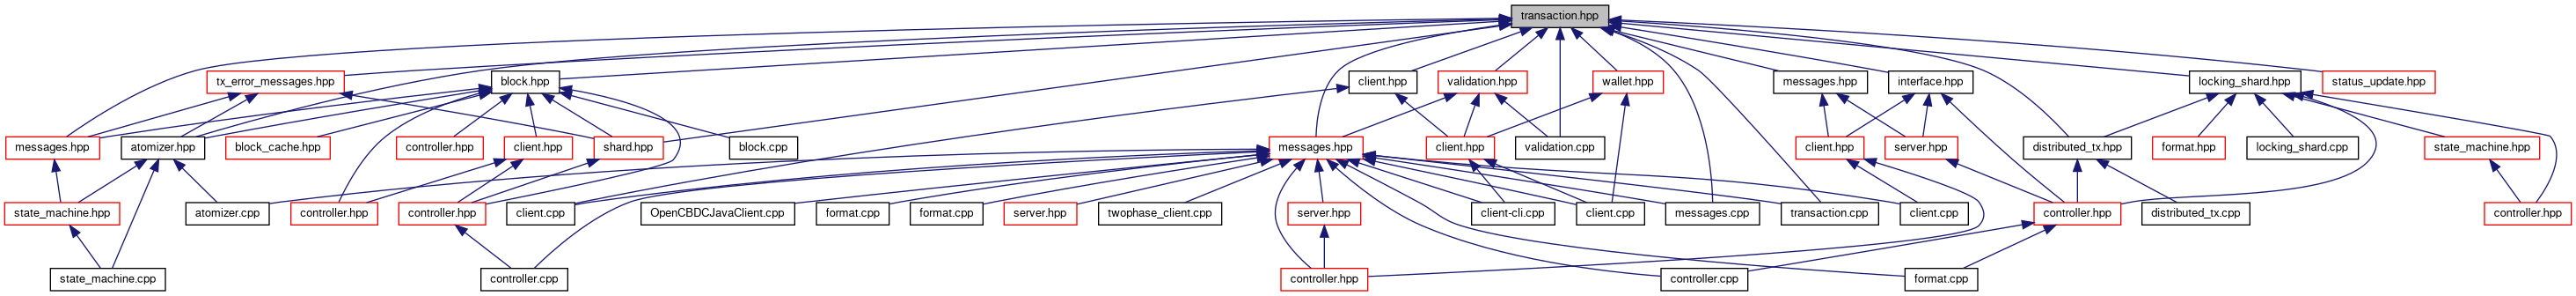 transaction.hpp
tx_error_messages.hpp
block.hpp
client.hpp
validation.hpp
wallet.hpp
messages.hpp
interface.hpp
locking_shard.hpp
status_update.hpp
messages.hpp
atomizer.hpp
block_cache.hpp
controller.hpp
client.hpp
shard.hpp
block.cpp
messages.hpp
client.hpp
validation.cpp
client.hpp
server.hpp
distributed_tx.hpp
format.hpp
locking_shard.cpp
state_machine.hpp
state_machine.hpp
atomizer.cpp
controller.hpp
controller.hpp
client.cpp
OpenCBDCJavaClient.cpp
format.cpp
format.cpp
server.hpp
twophase_client.cpp
server.hpp
client-cli.cpp
client.cpp
messages.cpp
transaction.cpp
client.cpp
controller.hpp
distributed_tx.cpp
controller.hpp
state_machine.cpp
controller.cpp
controller.hpp
controller.cpp
format.cpp